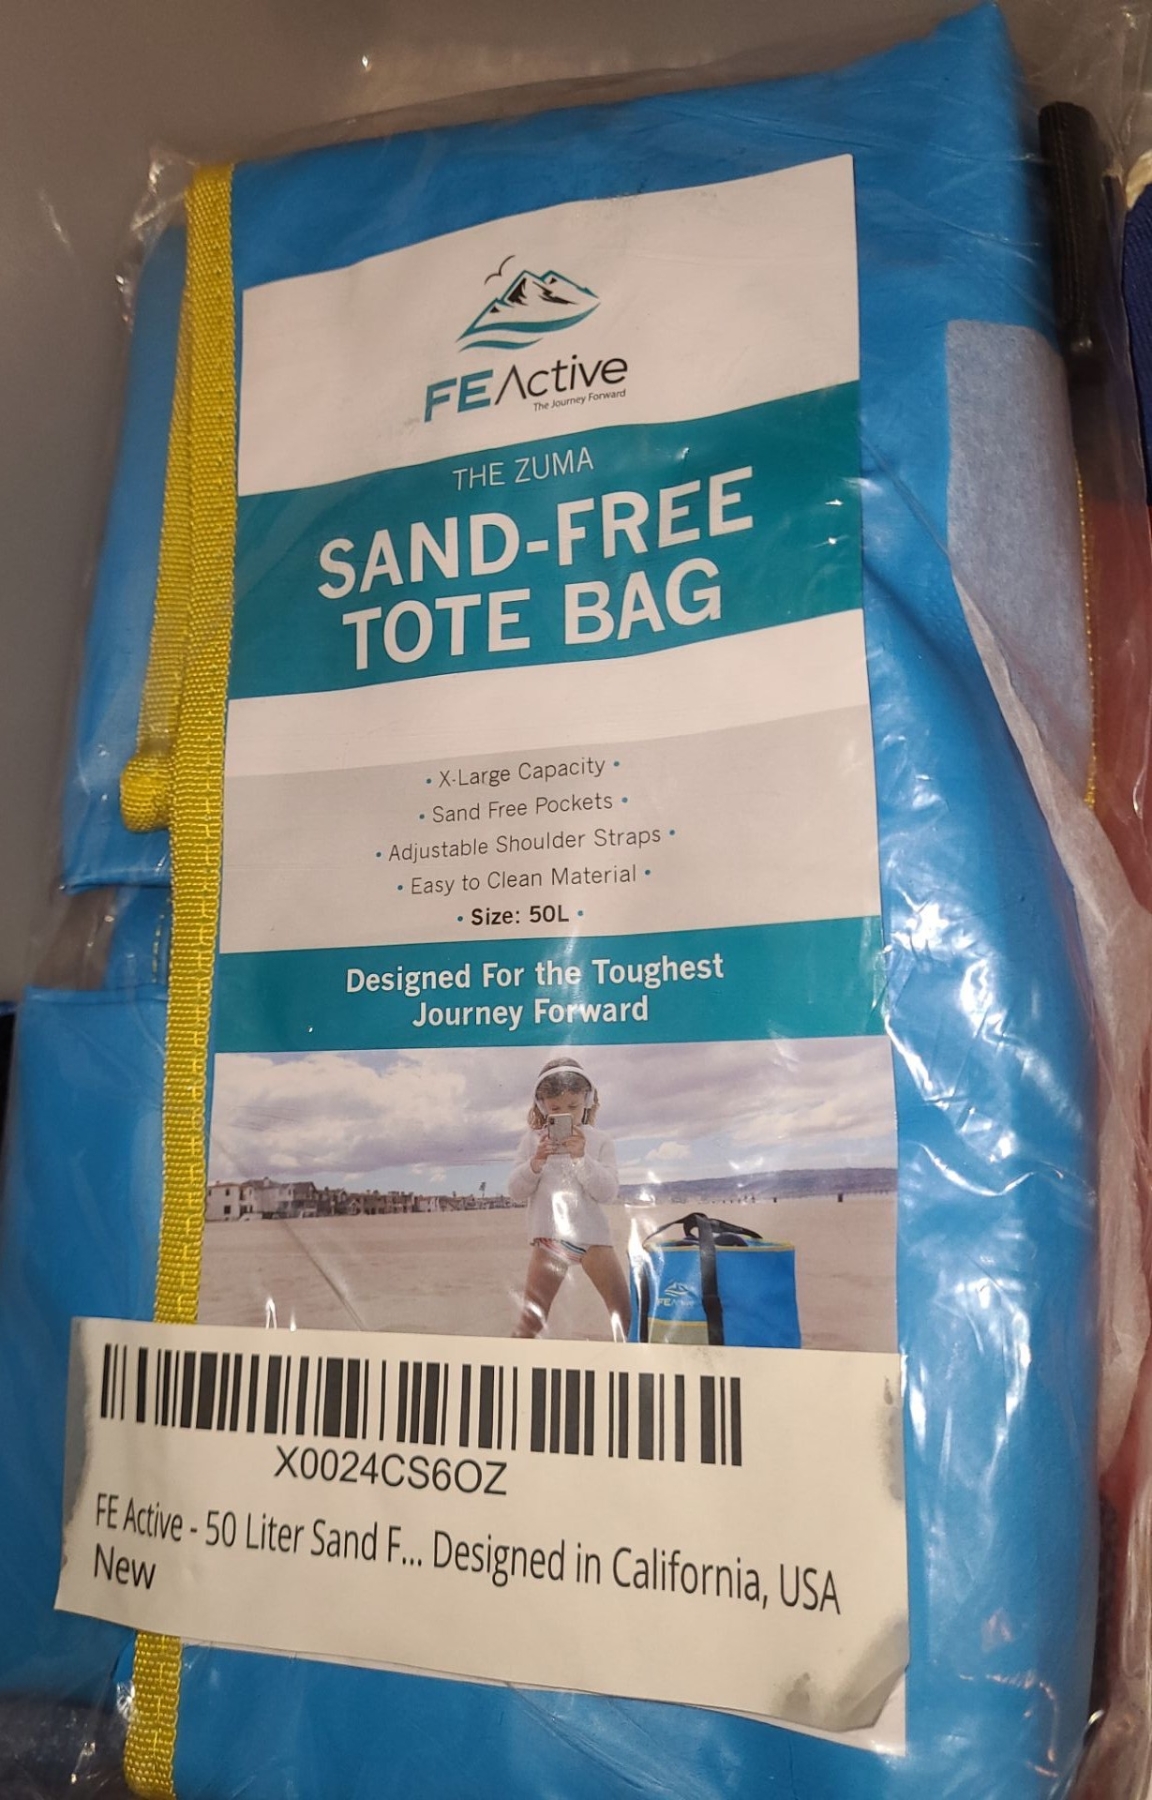 FE Active
The Journey Forward
THE ZUMA
SAND-FREE
TOTE BAG
• X-Large Capacity •
• Sand Free Pockets •
• Adjustable Shoulder Straps •
• Easy to Clean Material •
• Size: 50L •
Designed For the Toughest
Journey Forward
X0024CS6OZ
FE Active - 50 Liter Sand F... Designed in California, USA
New